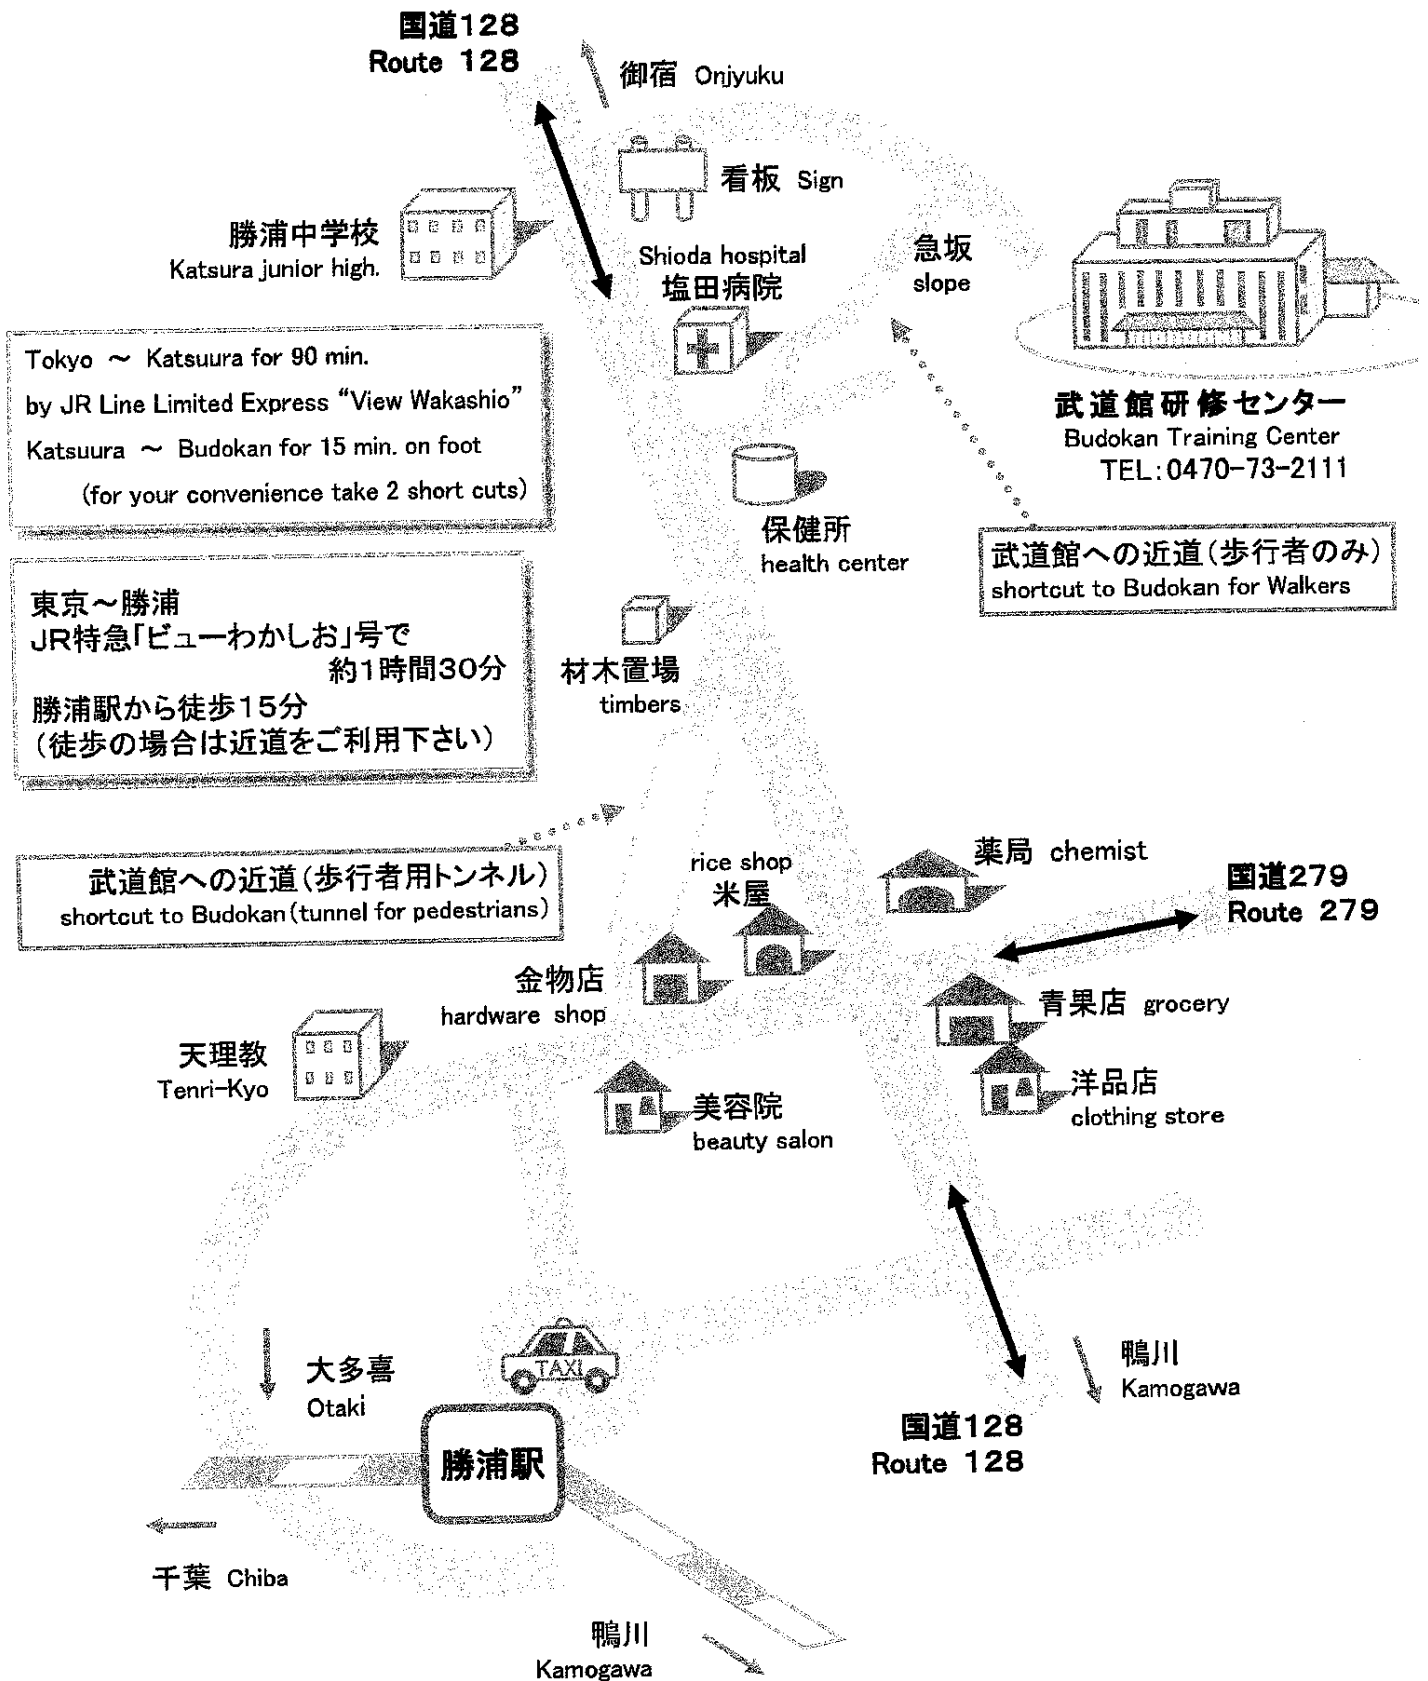 国道128
Route 128
御宿 Onjyuku
看板 Sign
勝浦中学校
Katsura junior high.
Shioda hospital
塩田病院
急坂
slope
Tokyo ～ Katsuura for 90 min.
by JR Line Limited Express “View Wakashio”
Katsuura ～ Budokan for 15 min. on foot
(for your convenience take 2 short cuts)
武道館研修センター
Budokan Training Center
TEL:0470-73-2111
保健所
health center
武道館への近道(歩行者のみ)
shortcut to Budokan for Walkers
東京～勝浦
JR特急「ビューわかしお」号で
約1時間30分
勝浦駅から徒歩15分
(徒歩の場合は近道をご利用下さい)
材木置場
timbers
武道館への近道(歩行者用トンネル)
shortcut to Budokan(tunnel for pedestrians)
rice shop
米屋
薬局 chemist
国道279
Route 279
金物店
hardware shop
青果店 grocery
天理教
Tenri-Kyo
洋品店
clothing store
美容院
beauty salon
TAXI
大多喜
Otaki
鴨川
Kamogawa
国道128
Route 128
勝浦駅
千葉 Chiba
鴨川
Kamogawa